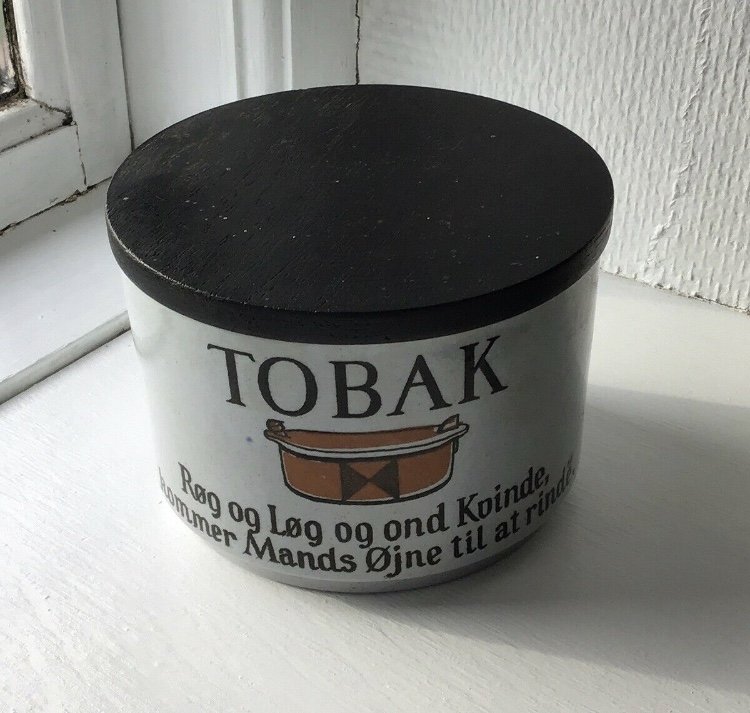 TOBAK
Røg og Løg og ond Kvinde,
kommer Mands Øjne til at rinde.